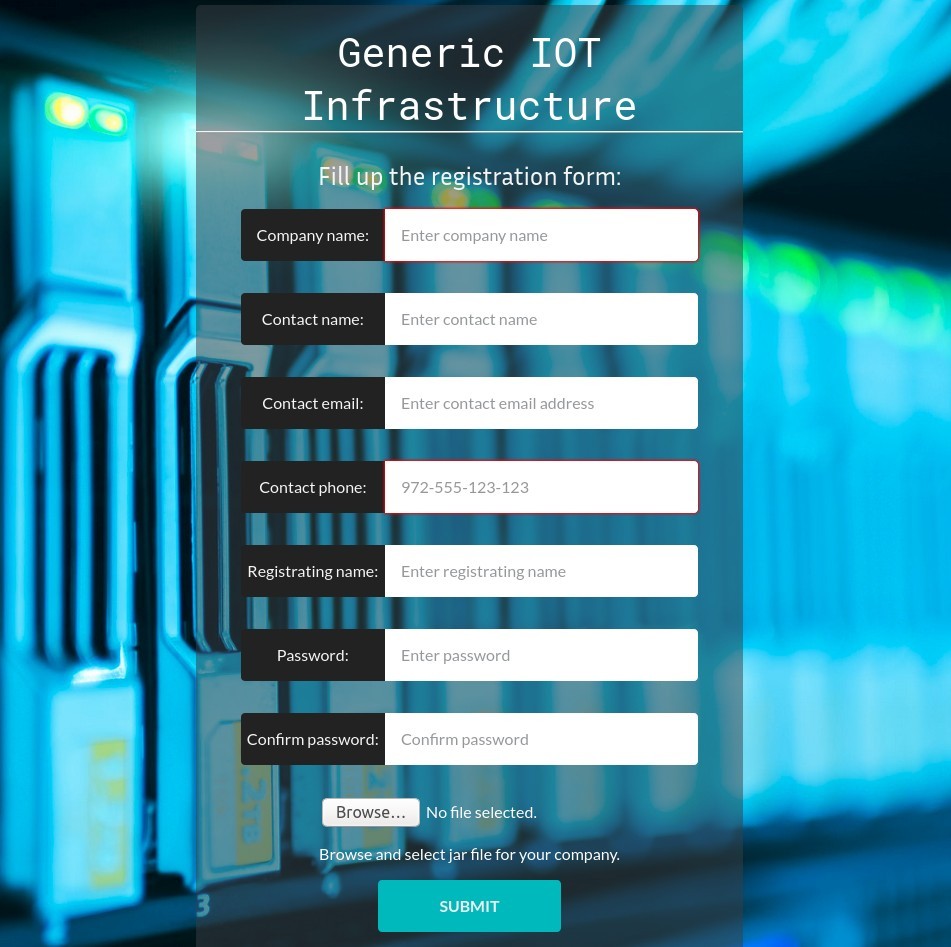 Generic IOT
Infrastructure
Fill up the registration form:
Company name: Enter company name
Contact name: Enter contact name
Contact email: Enter contact email address
Contact phone: 972-555-123-123
Registrating name: Enter registrating name
Password: Enter password
Confirm password: Confirm password
Browse... No file selected.
Browse and select jar file for your company.
SUBMIT
3